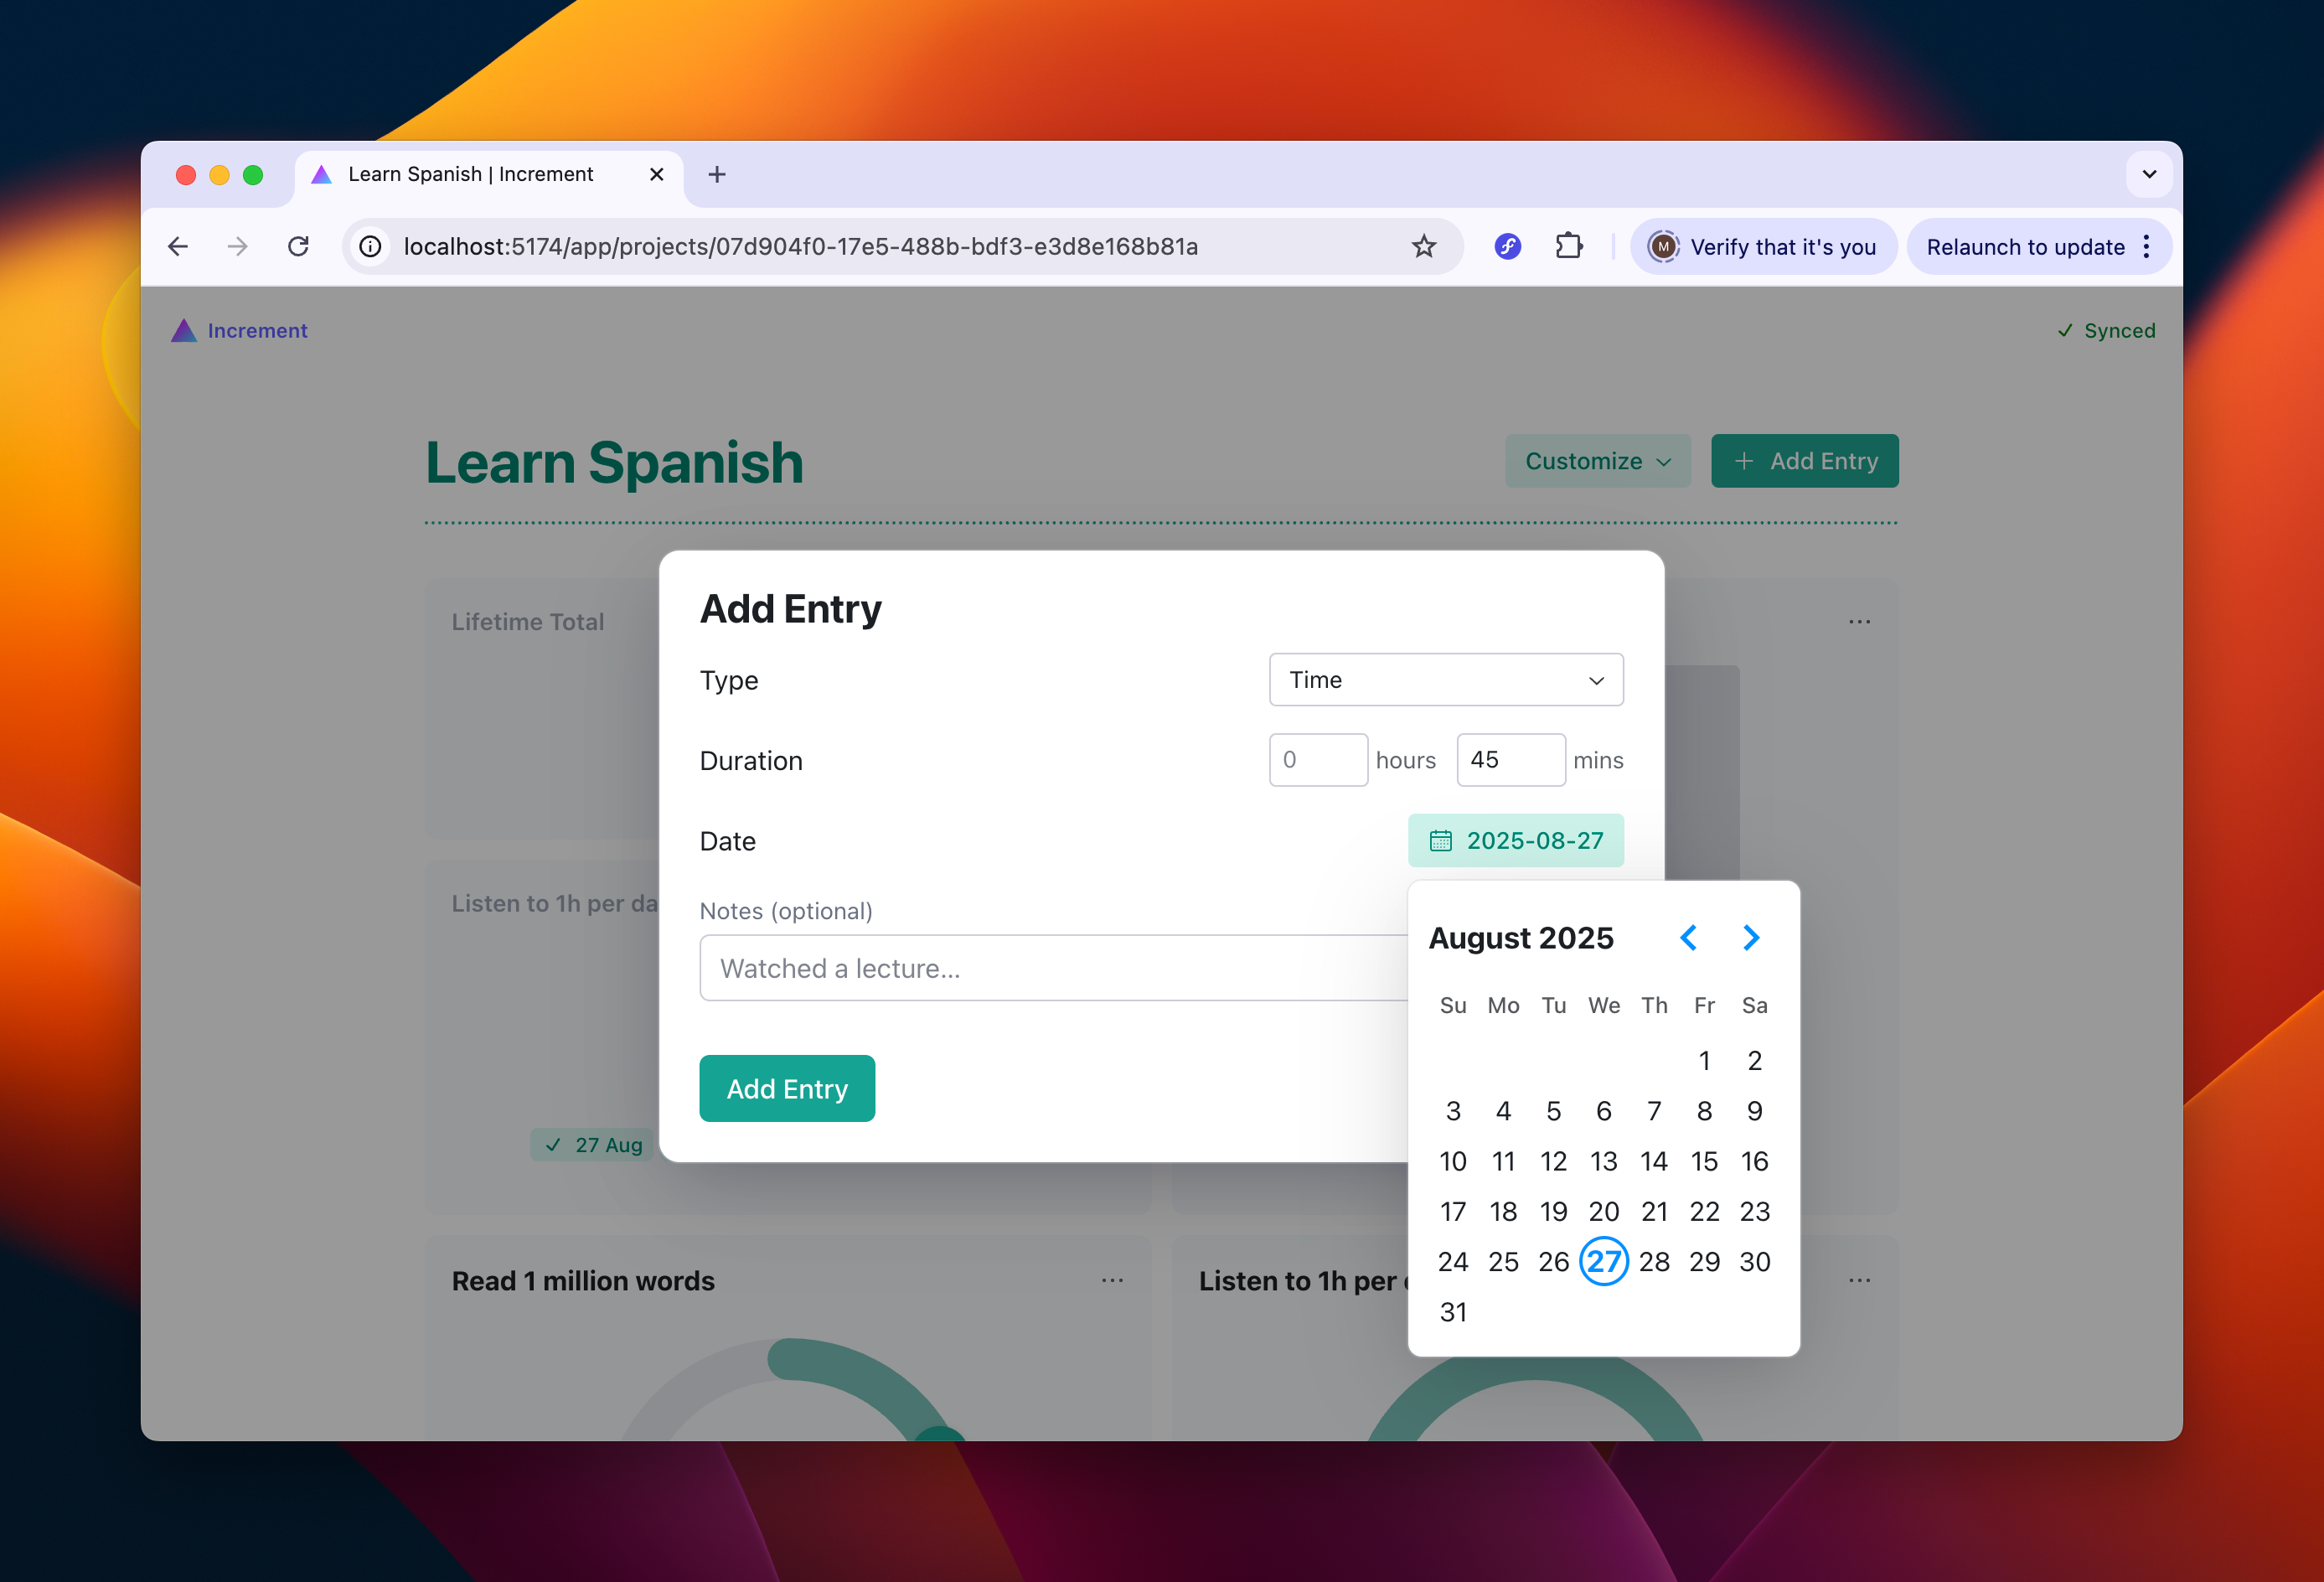 Learn Spanish | Increment
localhost:5174/app/projects/07d904f0-17e5-488b-bdf3-e3d8e168b81a
M Verify that it's you
Relaunch to update
Increment
Synced
Learn Spanish
Customize
Add Entry
Lifetime Total
Add Entry
Type
Time
Duration
0 hours 45 mins
Date
2025-08-27
Listen to 1h per da
Notes (optional)
Watched a lecture...
August 2025
Su Mo Tu We Th Fr Sa
1 2
3 4 5 6 7 8 9
10 11 12 13 14 15 16
17 18 19 20 21 22 23
24 25 26 27 28 29 30
31
Add Entry
27 Aug
Read 1 million words
Listen to 1h per